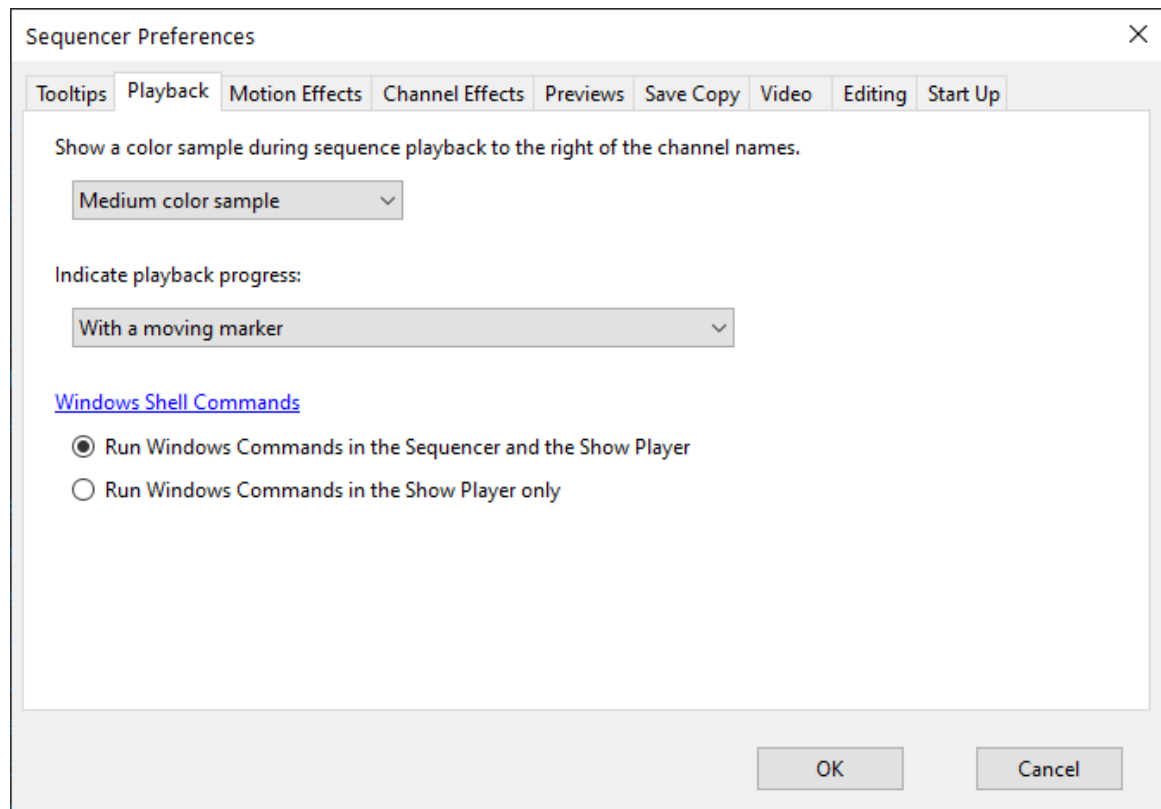 Sequencer Preferences
Tooltips Playback Motion Effects Channel Effects Previews Save Copy Video Editing Start Up
Show a color sample during sequence playback to the right of the channel names.
Medium color sample
Indicate playback progress:
With a moving marker
Windows Shell Commands
Run Windows Commands in the Sequencer and the Show Player
Run Windows Commands in the Show Player only
OK Cancel